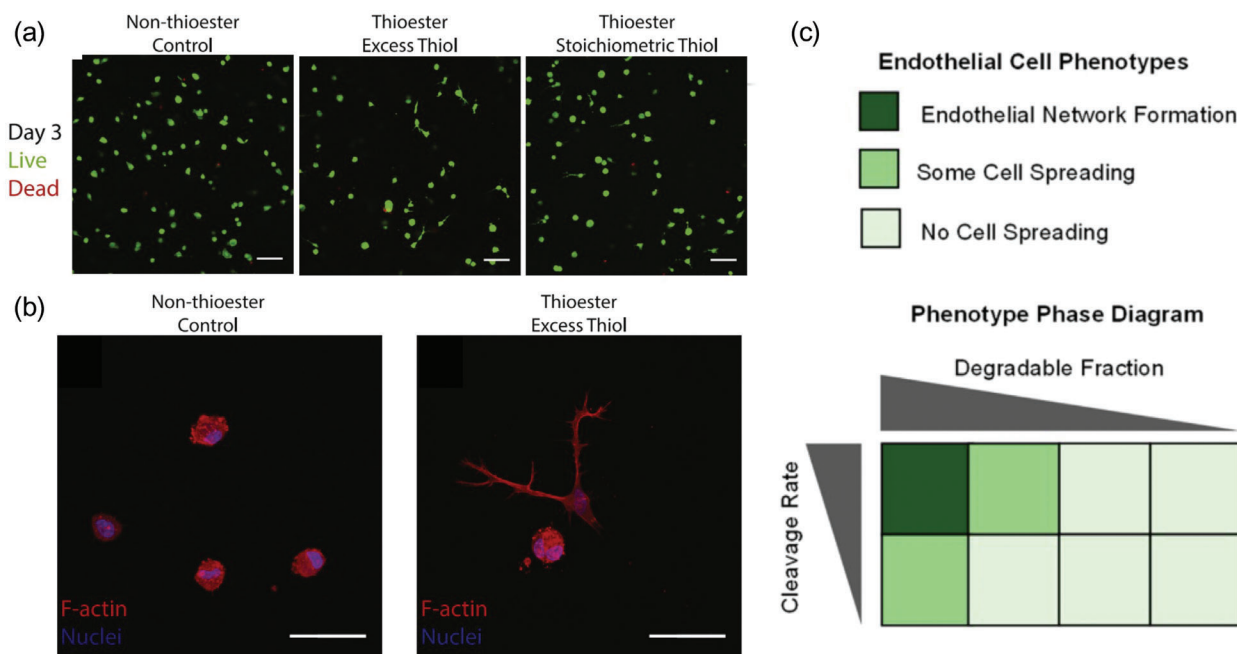 (a)
Non-thioester
Control
Thioester
Excess Thiol
Thioester
Stoichiometric Thiol
Day 3
Live
Dead
(b)
Non-thioester
Control
Thioester
Excess Thiol
F-actin
Nuclei
F-actin
Nuclei
(c)
Endothelial Cell Phenotypes
Endothelial Network Formation
Some Cell Spreading
No Cell Spreading
Phenotype Phase Diagram
Degradable Fraction
Cleavage Rate